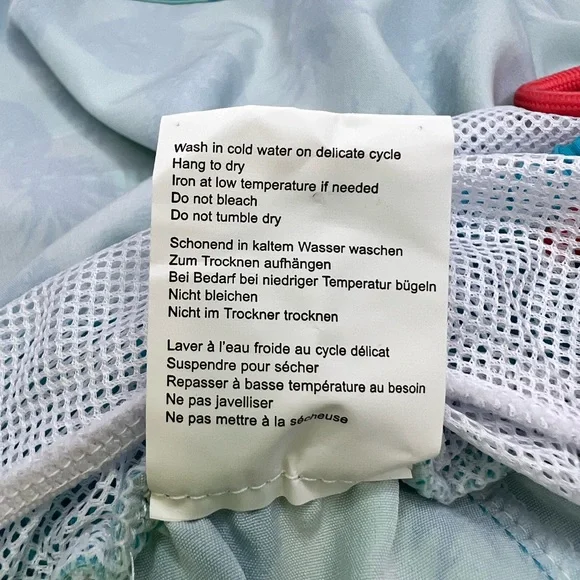 Wash in cold water on delicate cycle
Hang to dry
Iron at low temperature if needed
Do not bleach
Do not tumble dry
Schonend in kaltem Wasser waschen
Zum Trocknen aufhängen
Bei Bedarf bei niedriger Temperatur bügeln
Nicht bleichen
Nicht im Trockner trocknen
Laver à l'eau froide au cycle délicat
Suspendre pour sécher
Repasser à basse température au besoin
Ne pas javelliser
Ne pas mettre à la sécheuse